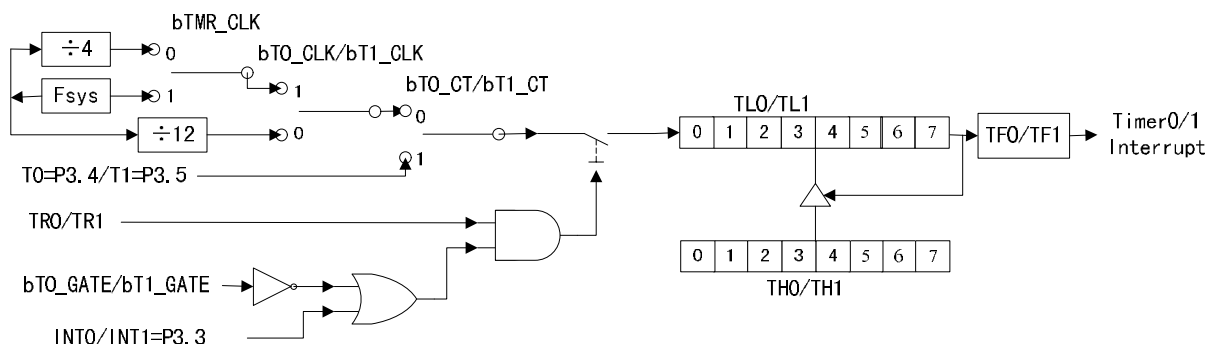 bTMR_CLK
÷4
0
bT0_CLK/bT1_CLK
Fsys
1
1
bT0_CT/bT1_CT
0
÷12
0
TL0/TL1
0 1 2 3 4 5 6 7
TF0/TF1
Timer0/1
Interrupt
1
T0=P3.4/T1=P3.5
TR0/TR1
0 1 2 3 4 5 6 7
TH0/TH1
bT0_GATE/bT1_GATE
INT0/INT1=P3.3